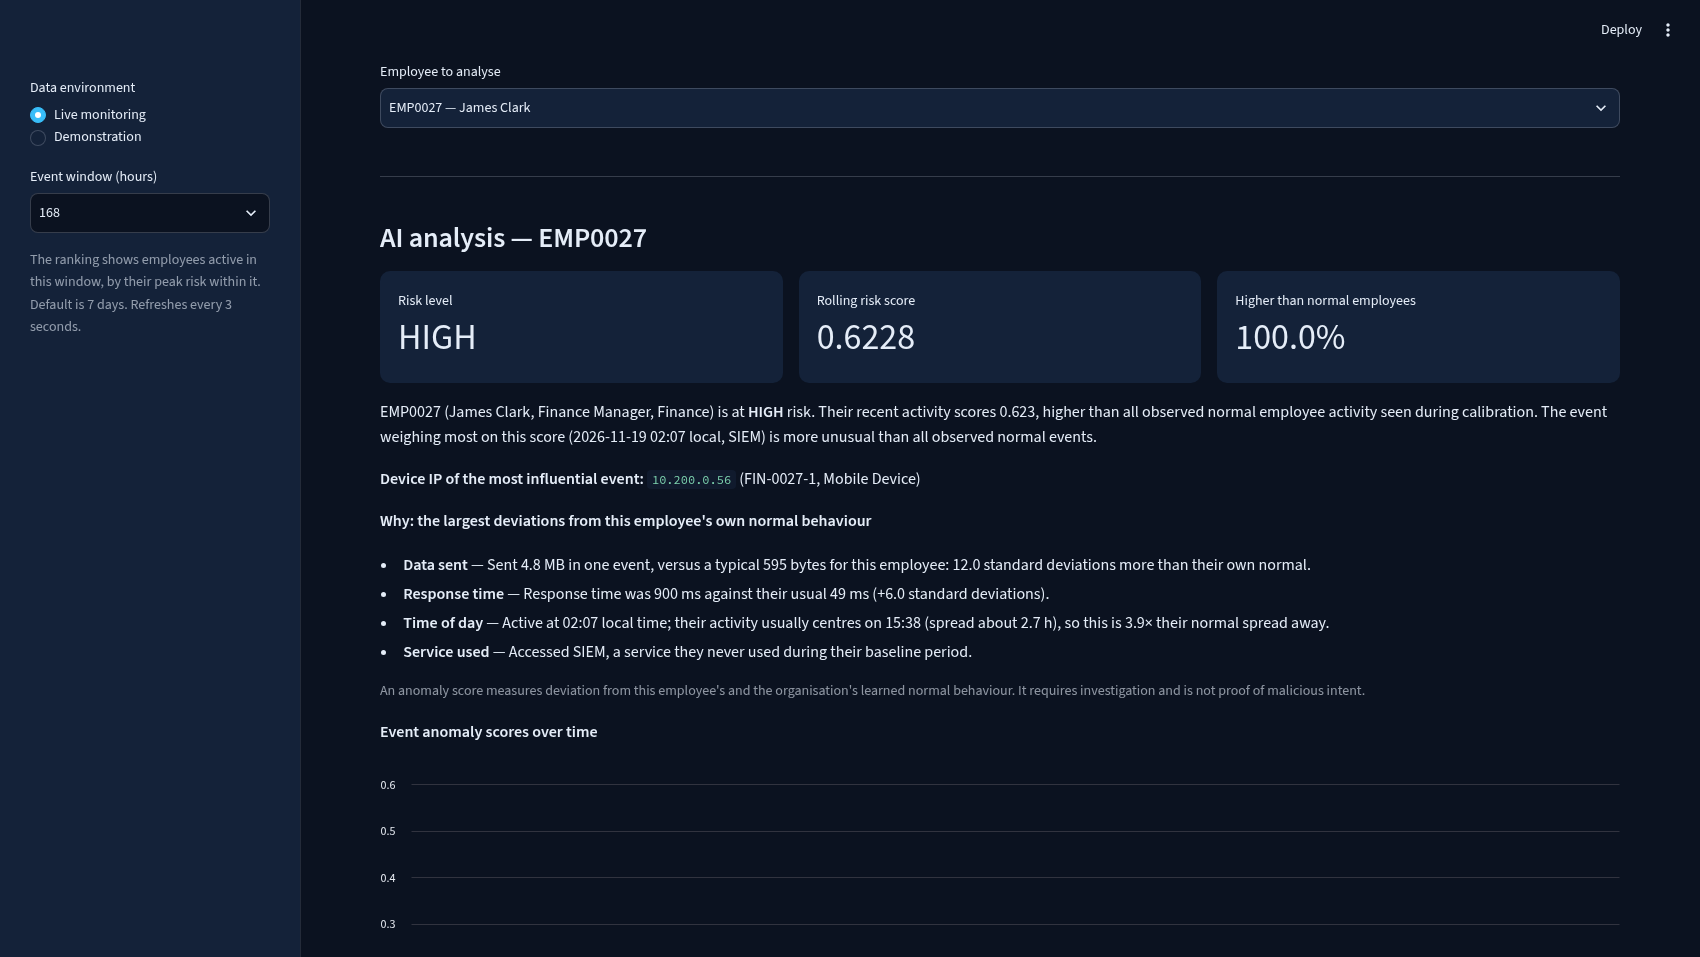 Deploy
Data environment
Live monitoring
Demonstration
Event window (hours)
168
The ranking shows employees active in
this window, by their peak risk within it.
Default is 7 days. Refreshes every 3
seconds.
Employee to analyse
EMP0027 — James Clark
AI analysis — EMP0027
Risk level
HIGH
Rolling risk score
0.6228
Higher than normal employees
100.0%
EMP0027 (James Clark, Finance Manager, Finance) is at HIGH risk. Their recent activity scores 0.623, higher than all observed normal employee activity seen during calibration. The event
weighing most on this score (2026-11-19 02:07 local, SIEM) is more unusual than all observed normal events.
Device IP of the most influential event: 10.200.0.56 (FIN-0027-1, Mobile Device)
Why: the largest deviations from this employee's own normal behaviour
• Data sent — Sent 4.8 MB in one event, versus a typical 595 bytes for this employee: 12.0 standard deviations more than their own normal.
• Response time — Response time was 900 ms against their usual 49 ms (+6.0 standard deviations).
• Time of day — Active at 02:07 local time; their activity usually centres on 15:38 (spread about 2.7 h), so this is 3.9× their normal spread away.
• Service used — Accessed SIEM, a service they never used during their baseline period.
An anomaly score measures deviation from this employee's and the organisation's learned normal behaviour. It requires investigation and is not proof of malicious intent.
Event anomaly scores over time
0.6
0.5
0.4
0.3